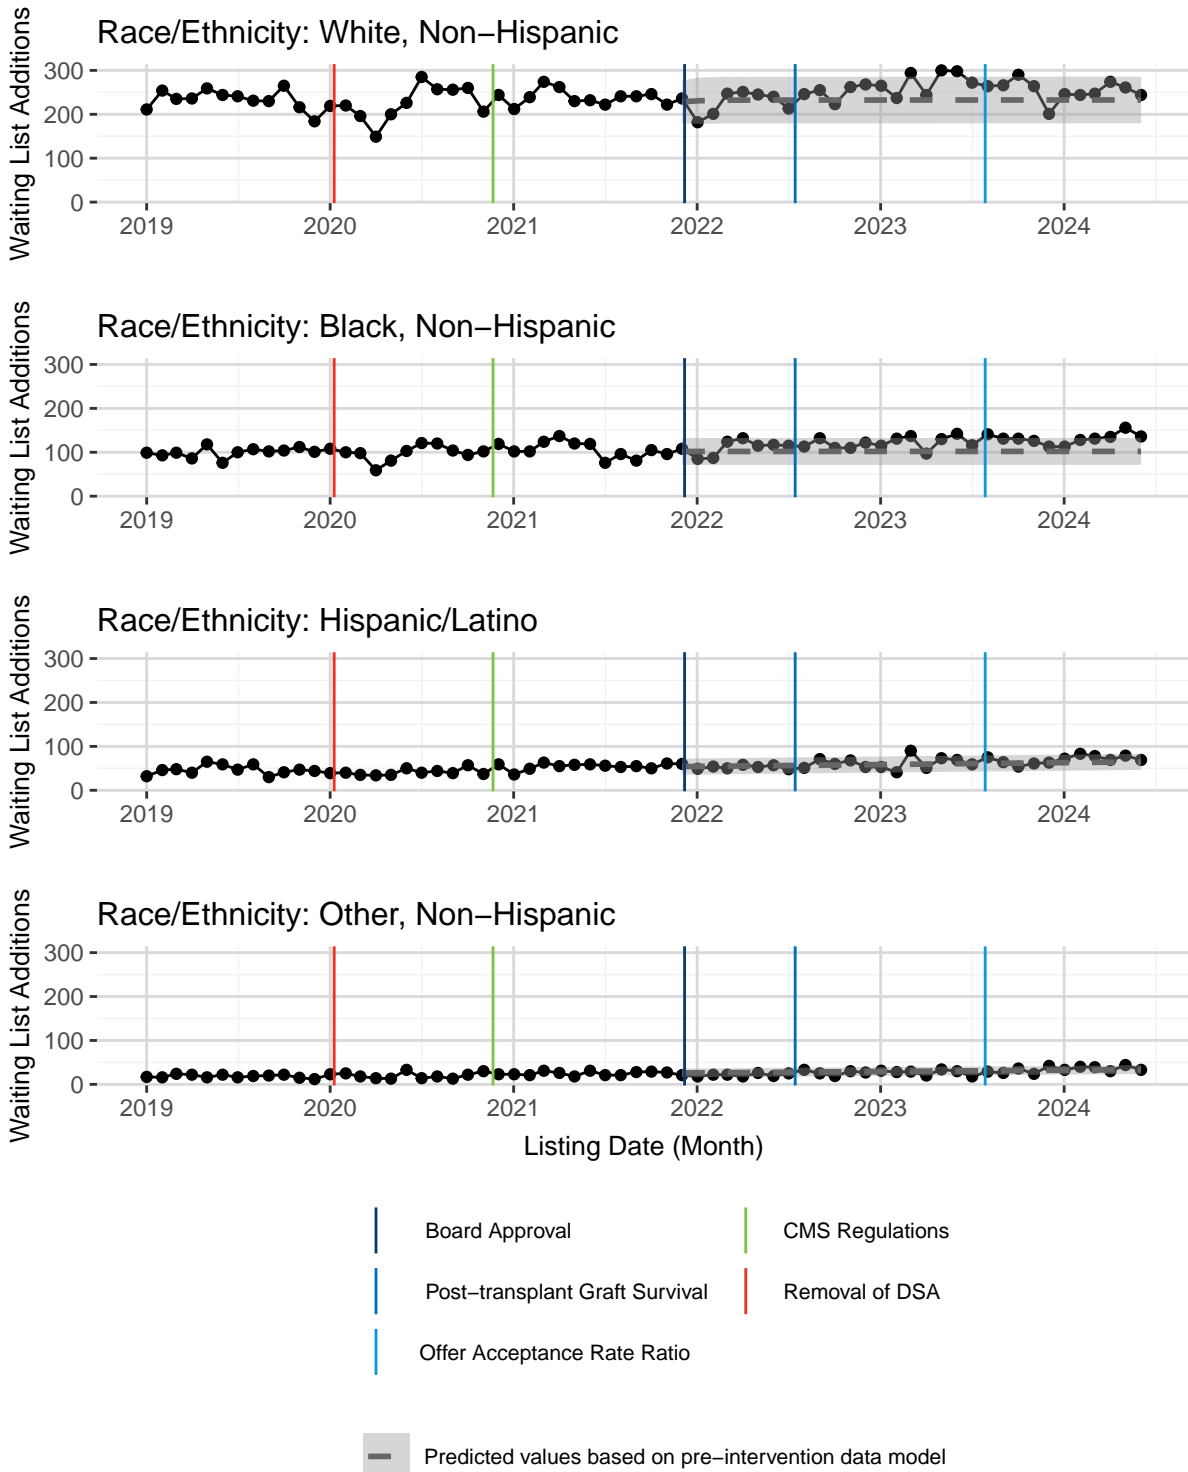 Race/Ethnicity: White, Non−Hispanic
Waiting List Additions
300
200
100
0
2019 2020 2021 2022 2023 2024
Race/Ethnicity: Black, Non−Hispanic
Waiting List Additions
300
200
100
0
2019 2020 2021 2022 2023 2024
Race/Ethnicity: Hispanic/Latino
Waiting List Additions
300
200
100
0
2019 2020 2021 2022 2023 2024
Race/Ethnicity: Other, Non−Hispanic
Waiting List Additions
300
200
100
0
2019 2020 2021 2022 2023 2024
Listing Date (Month)
Board Approval
Post−transplant Graft Survival
Offer Acceptance Rate Ratio
CMS Regulations
Removal of DSA
Predicted values based on pre−intervention data model